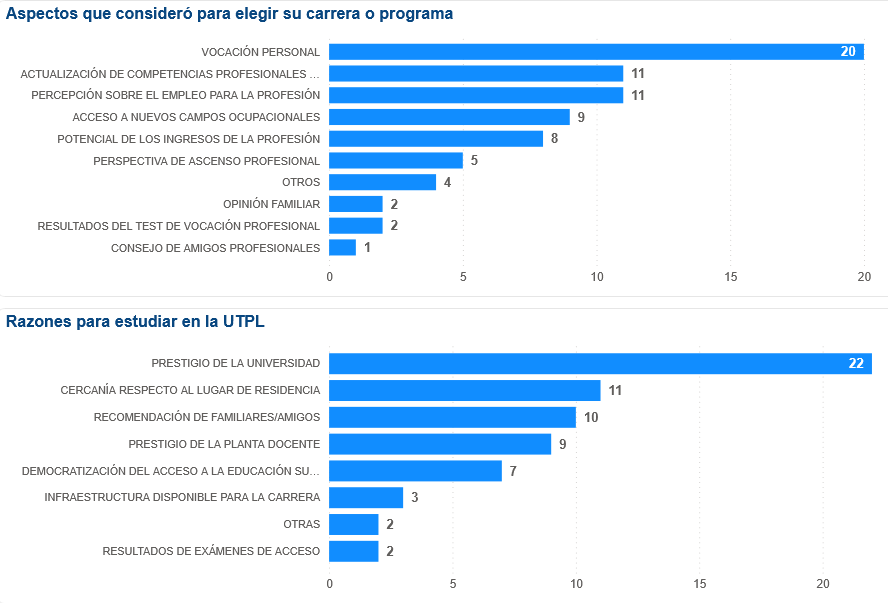 Aspectos que consideró para elegir su carrera o programa
VOCACIÓN PERSONAL 20
ACTUALIZACIÓN DE COMPETENCIAS PROFESIONALES ... 11
PERCEPCIÓN SOBRE EL EMPLEO PARA LA PROFESIÓN 11
ACCESO A NUEVOS CAMPOS OCUPACIONALES 9
POTENCIAL DE LOS INGRESOS DE LA PROFESIÓN 8
PERSPECTIVA DE ASCENSO PROFESIONAL 5
OTROS 4
OPINIÓN FAMILIAR 2
RESULTADOS DEL TEST DE VOCACIÓN PROFESIONAL 2
CONSEJO DE AMIGOS PROFESIONALES 1
0 5 10 15 20
Razones para estudiar en la UTPL
PRESTIGIO DE LA UNIVERSIDAD 22
CERCANÍA RESPECTO AL LUGAR DE RESIDENCIA 11
RECOMENDACIÓN DE FAMILIARES/AMIGOS 10
PRESTIGIO DE LA PLANTA DOCENTE 9
DEMOCRATIZACIÓN DEL ACCESO A LA EDUCACIÓN SU... 7
INFRAESTRUCTURA DISPONIBLE PARA LA CARRERA 3
OTRAS 2
RESULTADOS DE EXÁMENES DE ACCESO 2
0 5 10 15 20